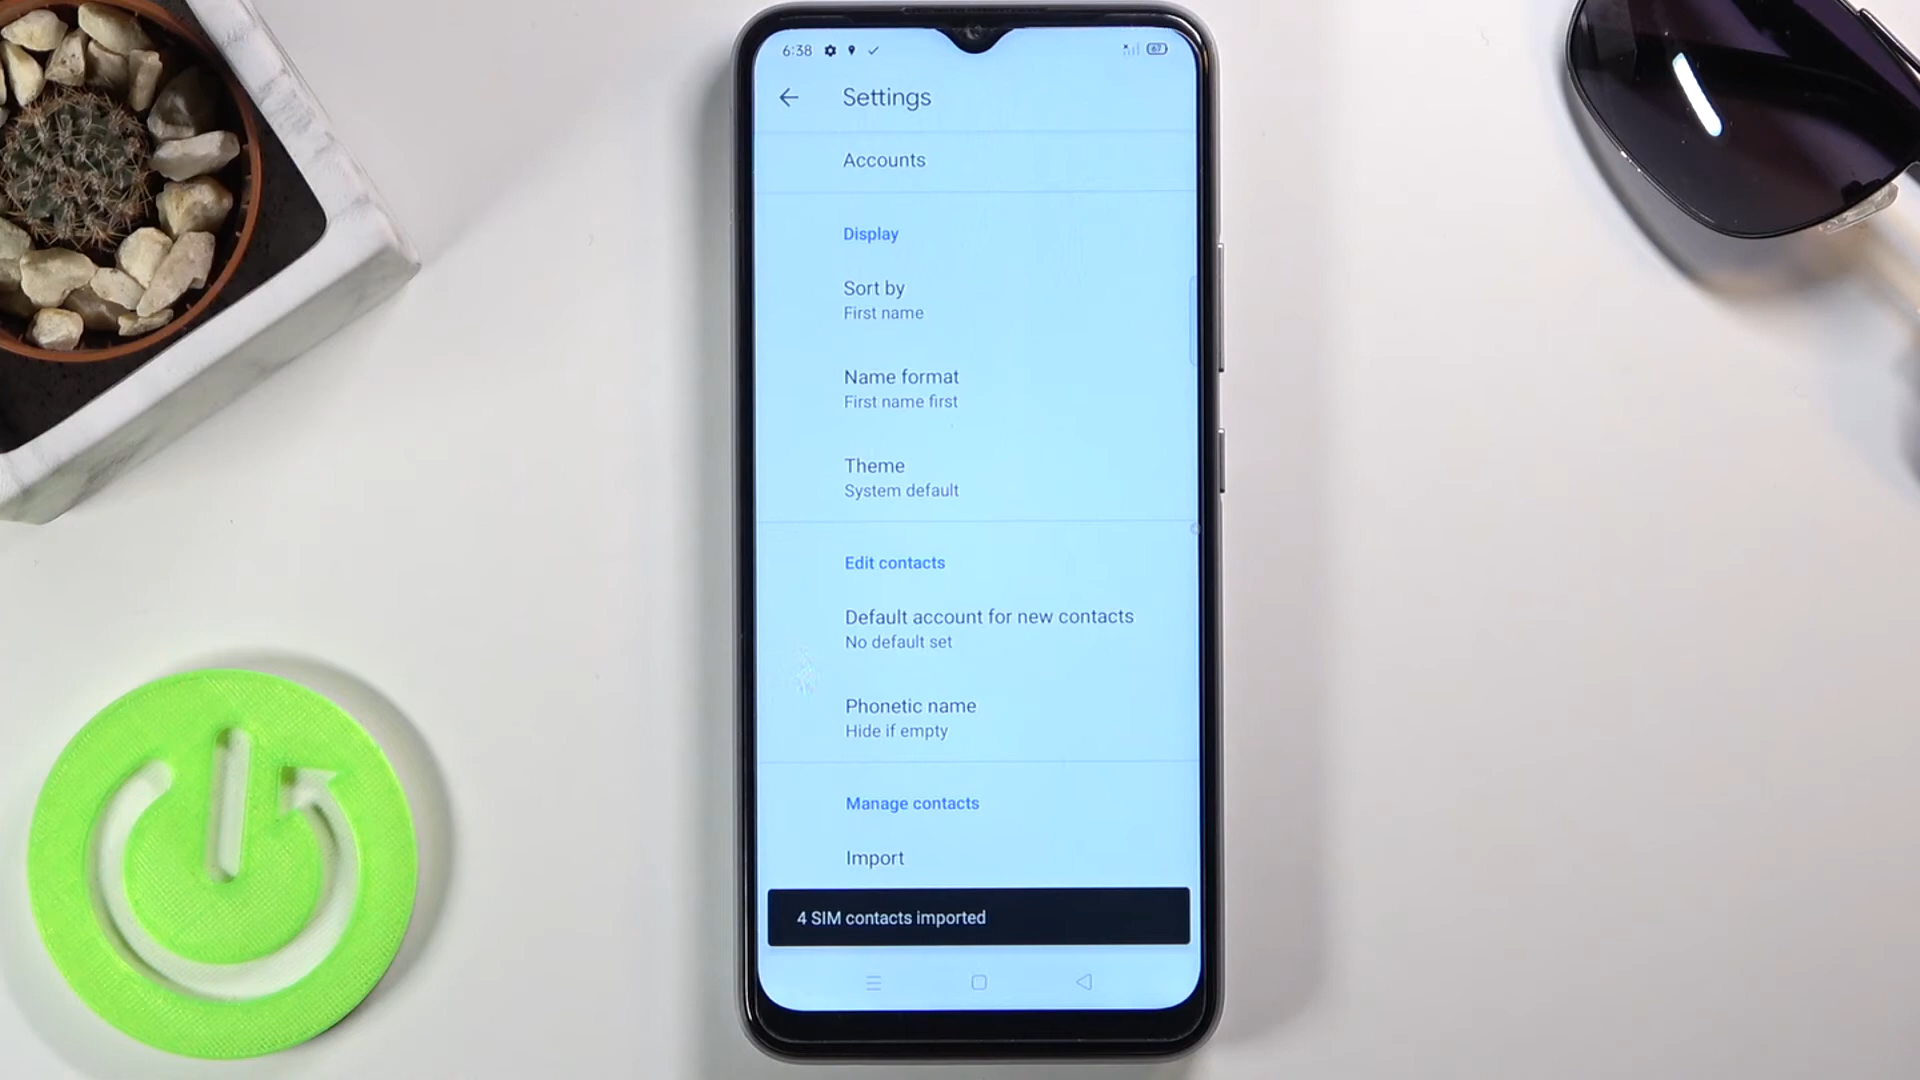 6:38
67
Settings
Accounts
Display
Sort by
First name
Name format
First name first
Theme
System default
Edit contacts
Default account for new contacts
No default set
Phonetic name
Hide if empty
Manage contacts
Import
4 SIM contacts imported